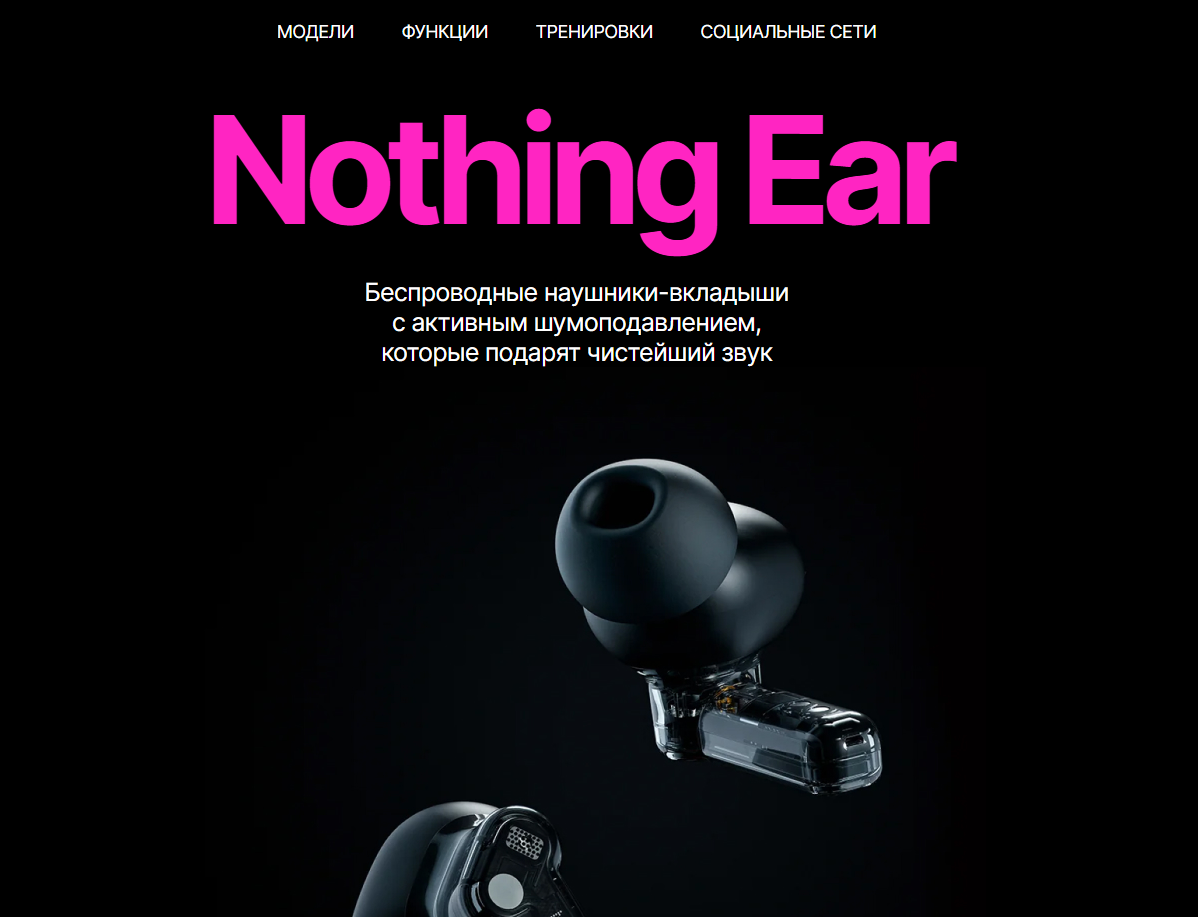 МОДЕЛИ ФУНКЦИИ ТРЕНИРОВКИ СОЦИАЛЬНЫЕ СЕТИ
Nothing Ear
Беспроводные наушники-вкладыши
с активным шумоподавлением,
которые подарят чистейший звук